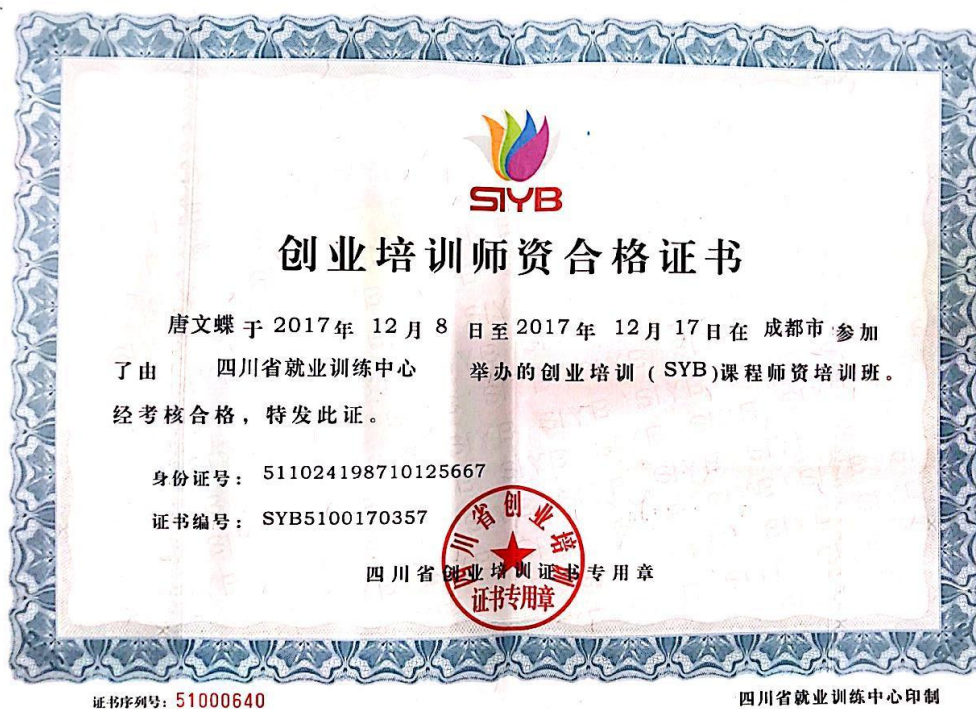 SIYB
创业培训师资合格证书
唐文蝶 于 2017年 12 月 8 日至 2017 年 12 月 17 日在 成都市 参加
了由 四川省就业训练中心 举办的创业培训 ( SYB)课程师资培训班。
经考核合格，特发此证。
身份证号： 511024198710125667
证书编号： SYB5100170357
四川省创业培训
四川省创业培训证书专用章
证书专用章
证书序列号：51000640
四川省就业训练中心印制